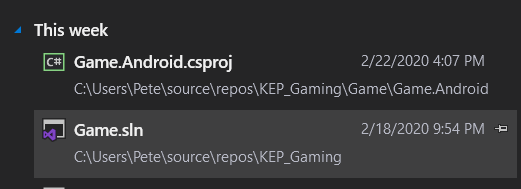 This week
C# Game.Android.csproj 2/22/2020 4:07 PM
C:\Users\Pete\source\repos\KEP_Gaming\Game\Game.Android
Game.sln 2/18/2020 9:54 PM
C:\Users\Pete\source\repos\KEP_Gaming